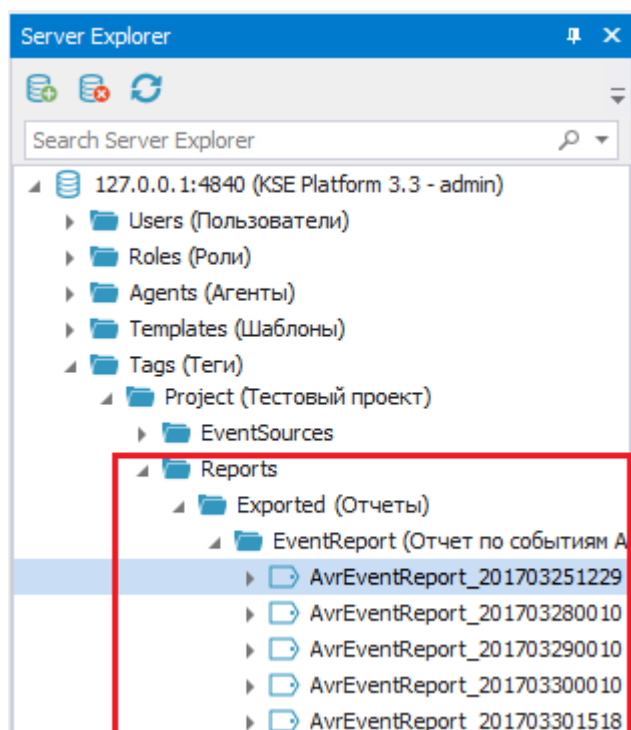 Server Explorer
Search Server Explorer
127.0.0.1:4840 (KSE Platform 3.3 - admin)
Users (Пользователи)
Roles (Роли)
Agents (Агенты)
Templates (Шаблоны)
Tags (Теги)
Project (Тестовый проект)
EventSources
Reports
Exported (Отчеты)
EventReport (Отчет по событиям А
AvrEventReport_201703251229
AvrEventReport_201703280010
AvrEventReport_201703290010
AvrEventReport_201703300010
AvrEventReport_201703301518